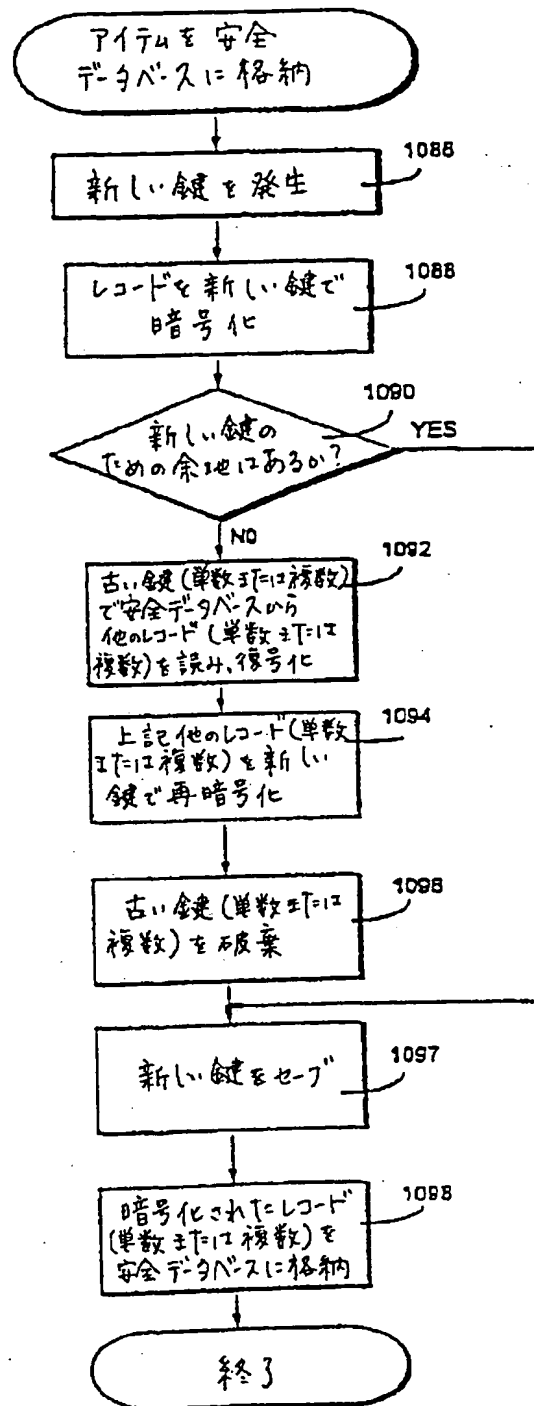 アイテムを安全
データベースに格納
1086
新しい鍵を発生
1088
レコードを新しい鍵で
暗号化
1090
新しい鍵の
ための余地はあるか?
YES
NO
1092
古い鍵(単数または複数)
で安全データベースから
他のレコード(単数または
複数)を読み、復号化
1094
上記他のレコード(単数
または複数)を新しい
鍵で再暗号化
1096
古い鍵(単数または
複数)を破棄
1097
新しい鍵をセーブ
1098
暗号化されたレコード
(単数または複数)を
安全データベースに格納
終了